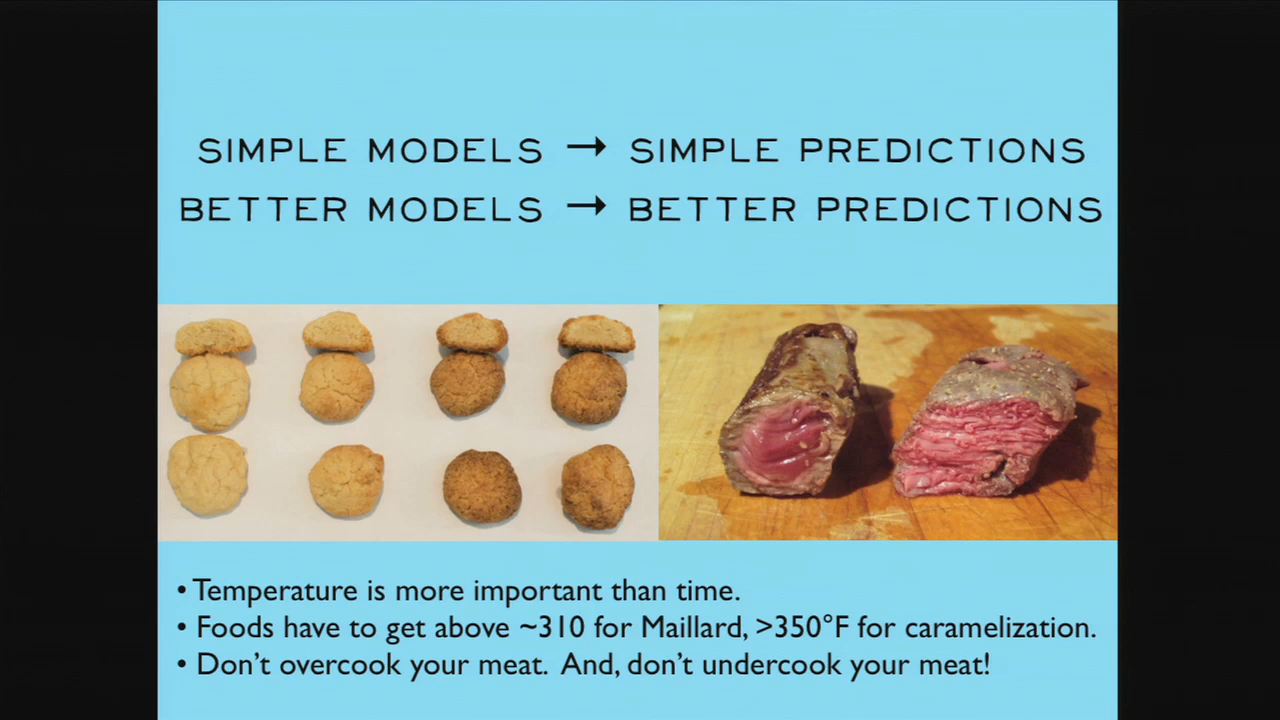 SIMPLE MODELS → SIMPLE PREDICTIONS
BETTER MODELS → BETTER PREDICTIONS
• Temperature is more important than time.
• Foods have to get above ~310 for Maillard, >350°F for caramelization.
• Don't overcook your meat.  And, don't undercook your meat!